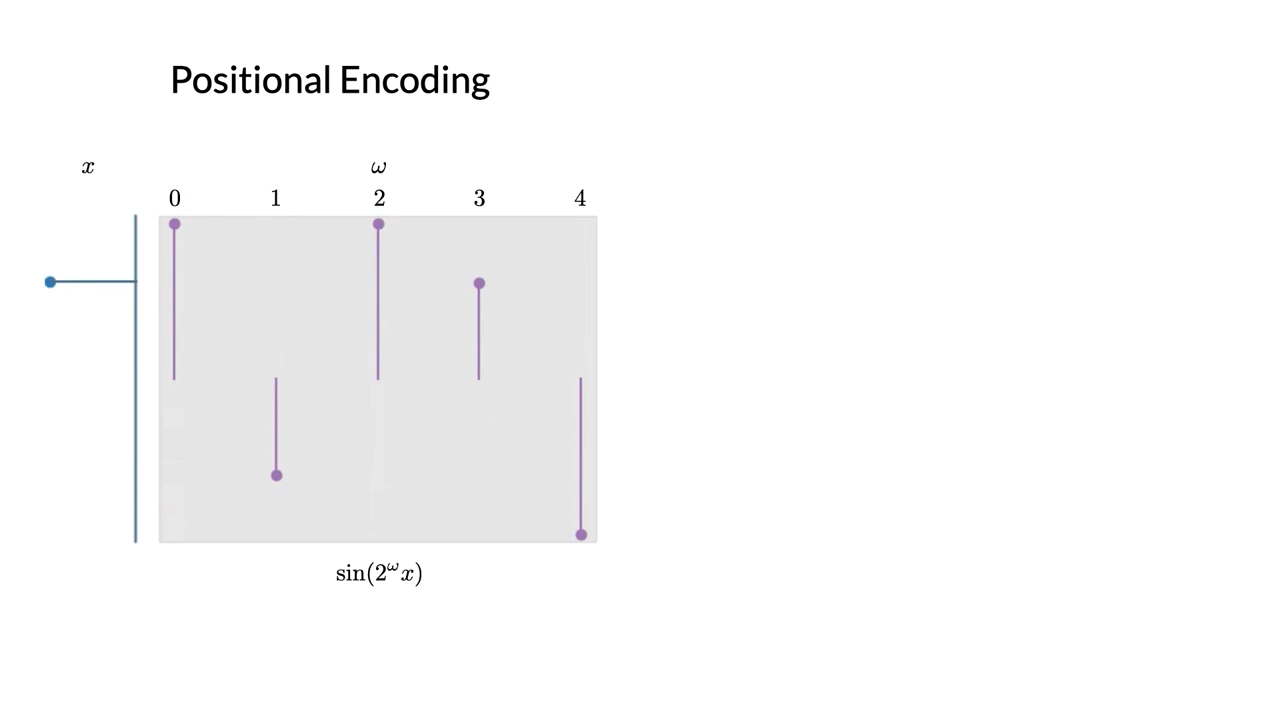 Positional Encoding
x ω
0 1 2 3 4
sin(2^ω x)